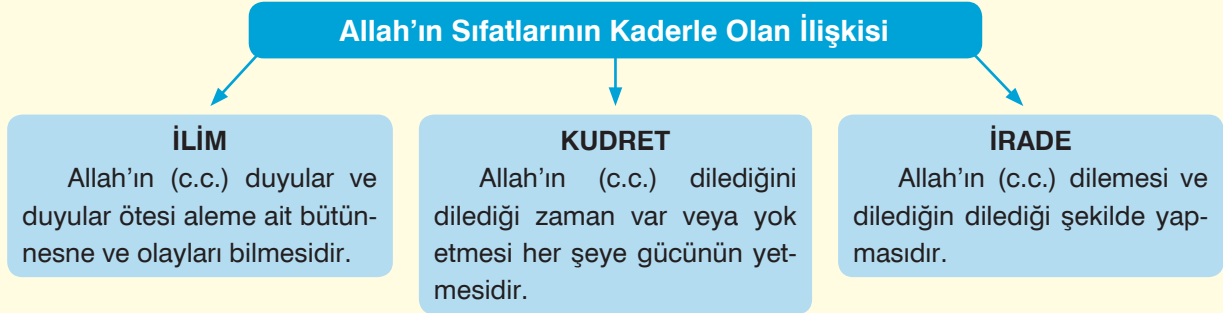 Allah’ın Sıfatlarının Kaderle Olan İlişkisi
İLİM
Allah’ın (c.c.) duyular ve
duyular ötesi aleme ait bütün-
nesne ve olayları bilmesidir.
KUDRET
Allah’ın (c.c.) dilediğini
dilediği zaman var veya yok
etmesi her şeye gücünün yet-
mesidir.
İRADE
Allah’ın (c.c.) dilemesi ve
dilediğin dilediği şekilde yap-
masıdır.